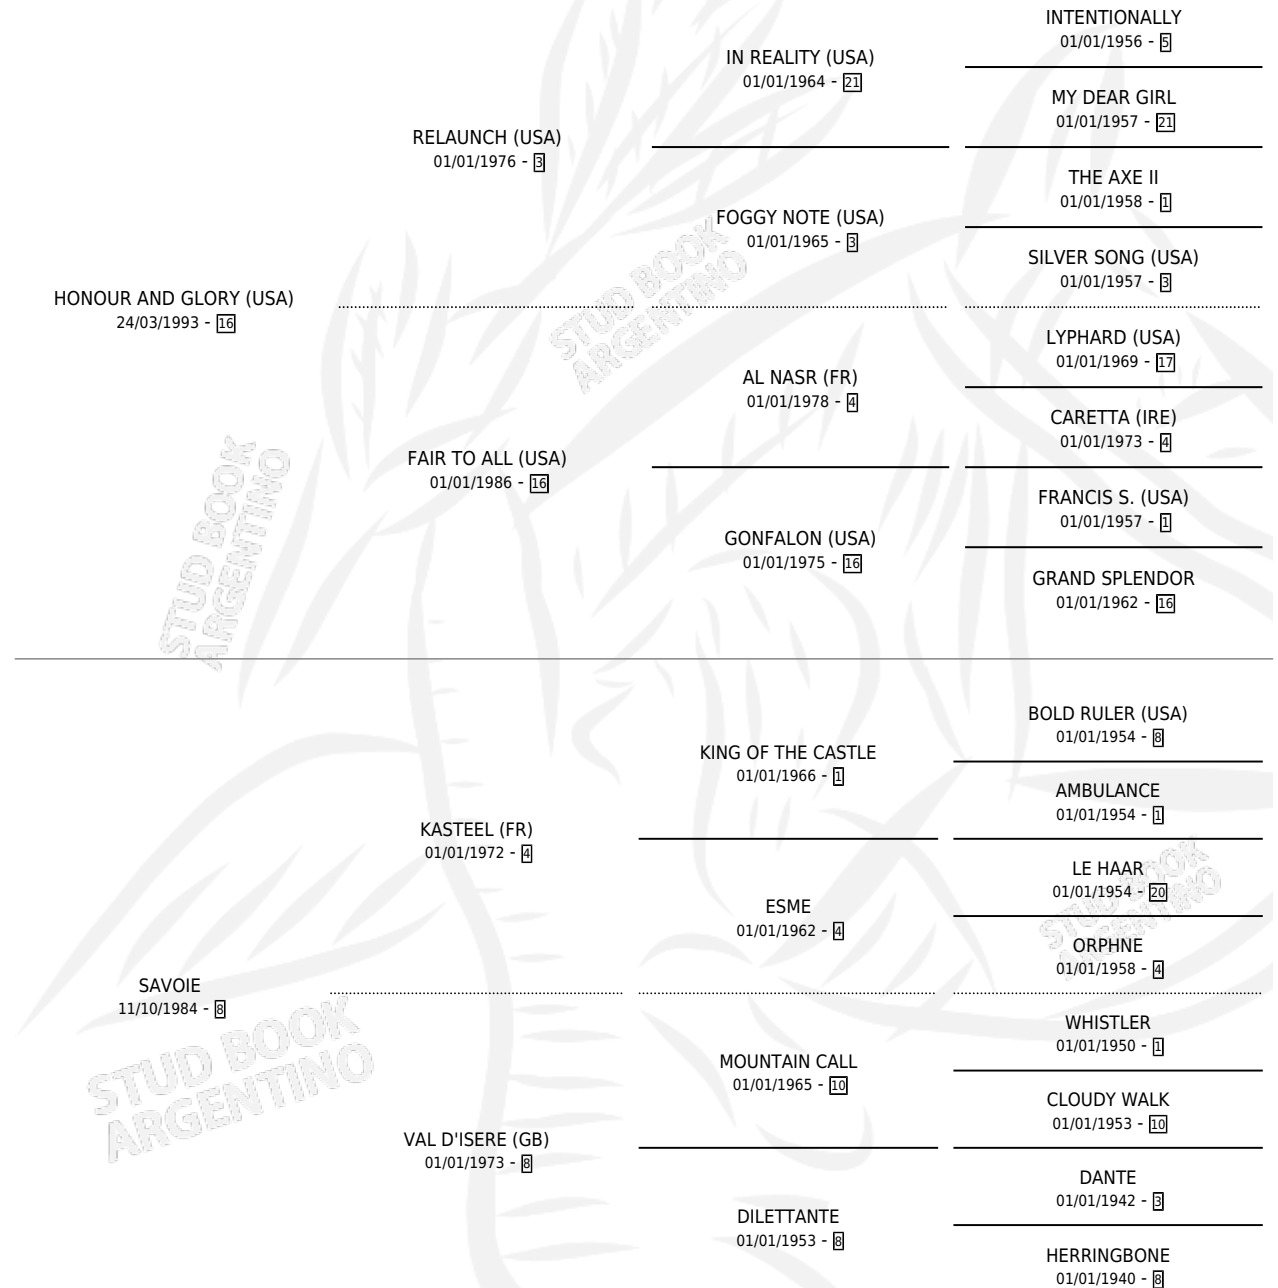 INTENTIONALLY
01/01/1956 - 5
IN REALITY (USA)
01/01/1964 - 21
MY DEAR GIRL
01/01/1957 - 21
RELAUNCH (USA)
01/01/1976 - 3
THE AXE II
01/01/1958 - 1
FOGGY NOTE (USA)
01/01/1965 - 3
SILVER SONG (USA)
01/01/1957 - 3
HONOUR AND GLORY (USA)
24/03/1993 - 16
LYPHARD (USA)
01/01/1969 - 17
AL NASR (FR)
01/01/1978 - 4
CARETTA (IRE)
01/01/1973 - 4
FAIR TO ALL (USA)
01/01/1986 - 16
FRANCIS S. (USA)
01/01/1957 - 1
GONFALON (USA)
01/01/1975 - 16
GRAND SPLENDOR
01/01/1962 - 16
BOLD RULER (USA)
01/01/1954 - 8
KING OF THE CASTLE
01/01/1966 - 1
AMBULANCE
01/01/1954 - 1
KASTEEL (FR)
01/01/1972 - 4
LE HAAR
01/01/1954 - 20
ESME
01/01/1962 - 4
ORPHNE
01/01/1958 - 4
SAVOIE
11/10/1984 - 8
WHISTLER
01/01/1950 - 1
MOUNTAIN CALL
01/01/1965 - 10
CLOUDY WALK
01/01/1953 - 10
VAL D'ISERE (GB)
01/01/1973 - 8
DANTE
01/01/1942 - 3
DILETTANTE
01/01/1953 - 8
HERRINGBONE
01/01/1940 - 8
STUD BOOK
ARGENTINO
STUD BOOK
ARGENTINO
STUD BOOK
ARGENTINO
STUD BOOK
ARGENTINO